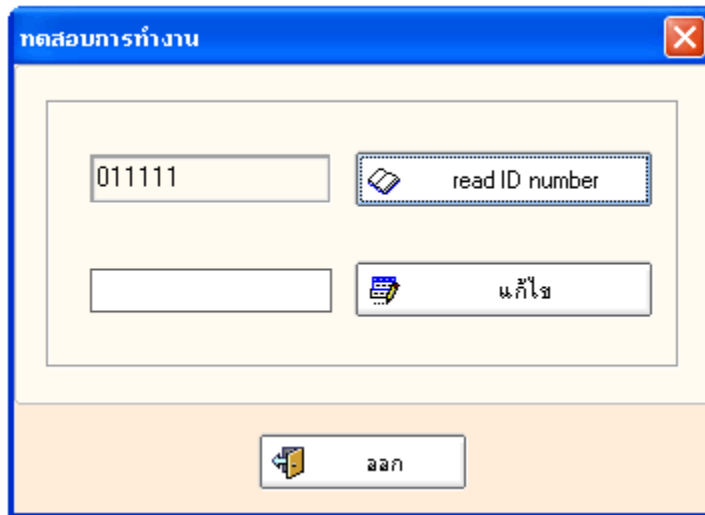 ทดสอบการทำงาน
011111
read ID number
แก้ไข
ออก